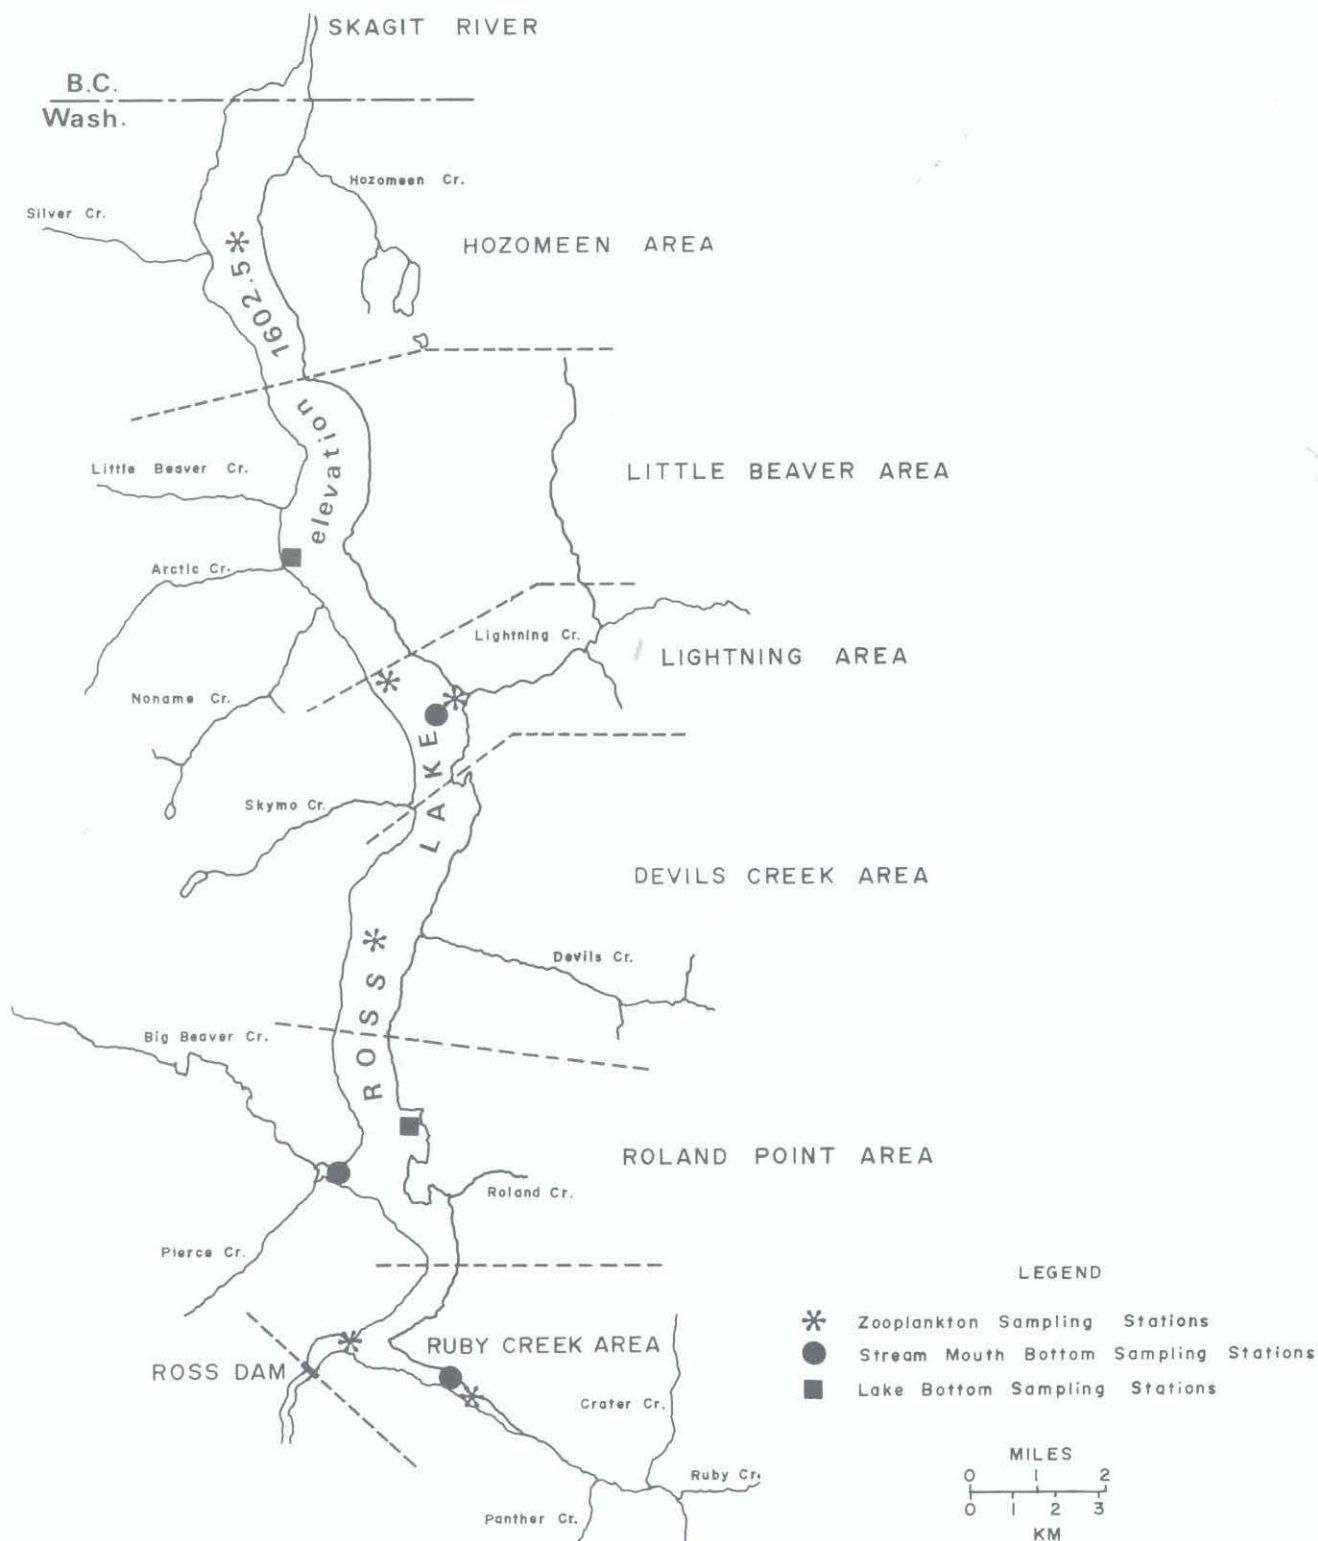 SKAGIT RIVER
B.C.
Wash.
Hozomeen Cr.
Silver Cr.
HOZOMEEN AREA
1602.5
elevation
Little Beaver Cr.
LITTLE BEAVER AREA
Arctic Cr.
Lightning Cr.
LIGHTNING AREA
Noname Cr.
Skymo Cr.
ROSS LAKE
DEVILS CREEK AREA
Devils Cr.
Big Beaver Cr.
ROLAND POINT AREA
Roland Cr.
Pierce Cr.
LEGEND
Zooplankton Sampling Stations
Stream Mouth Bottom Sampling Stations
Lake Bottom Sampling Stations
RUBY CREEK AREA
ROSS DAM
Crater Cr.
Ruby Cr.
Panther Cr.
MILES
0 1 2
0 1 2 3
KM